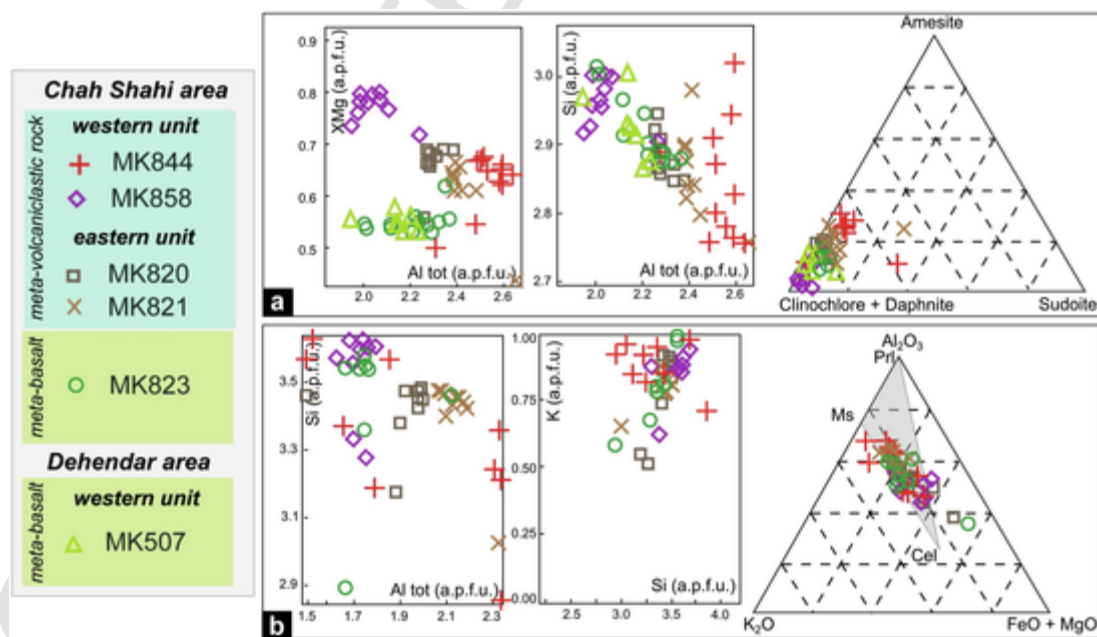 Chah Shahi area
meta-volcaniclastic rock
western unit
MK844
MK858
eastern unit
MK820
MK821
meta-basalt
MK823
Dehendar area
meta-basalt
western unit
MK507
a
XMg (a.p.f.u.)
0.9
0.8
0.7
0.6
0.5
Al tot (a.p.f.u.)
2.0 2.2 2.4 2.6
Si (a.p.f.u.)
3.0
2.9
2.8
2.7
Al tot (a.p.f.u.)
2.0 2.2 2.4 2.6
Amesite
Clinochlore + Daphnite
Sudoite
b
Si (a.p.f.u.)
3.5
3.3
3.1
2.9
Al tot (a.p.f.u.)
1.5 1.7 1.9 2.1 2.3
K (a.p.f.u.)
1.00
0.75
0.50
0.25
0.00
Si (a.p.f.u.)
2.5 3.0 3.5 4.0
Al₂O₃
Prl
Ms
Cel
K₂O
FeO + MgO